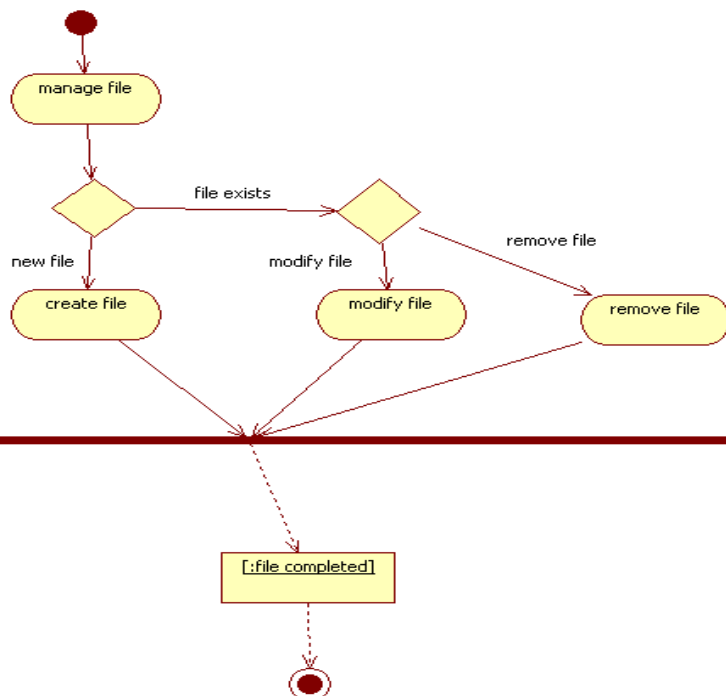 manage file
file exists
remove file
new file
modify file
create file
modify file
remove file
[:file completed]